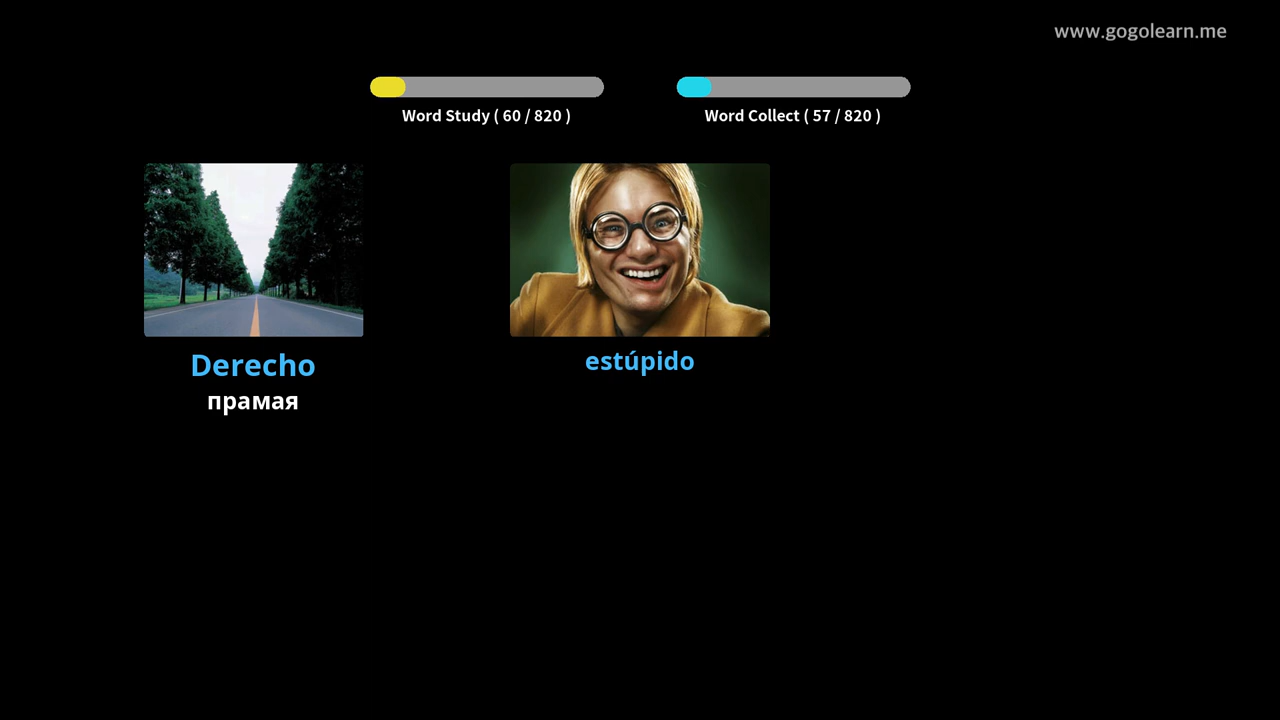 www.gogolearn.me
Word Study ( 60 / 820 )
Word Collect ( 57 / 820 )
Derecho
прамая
estúpido